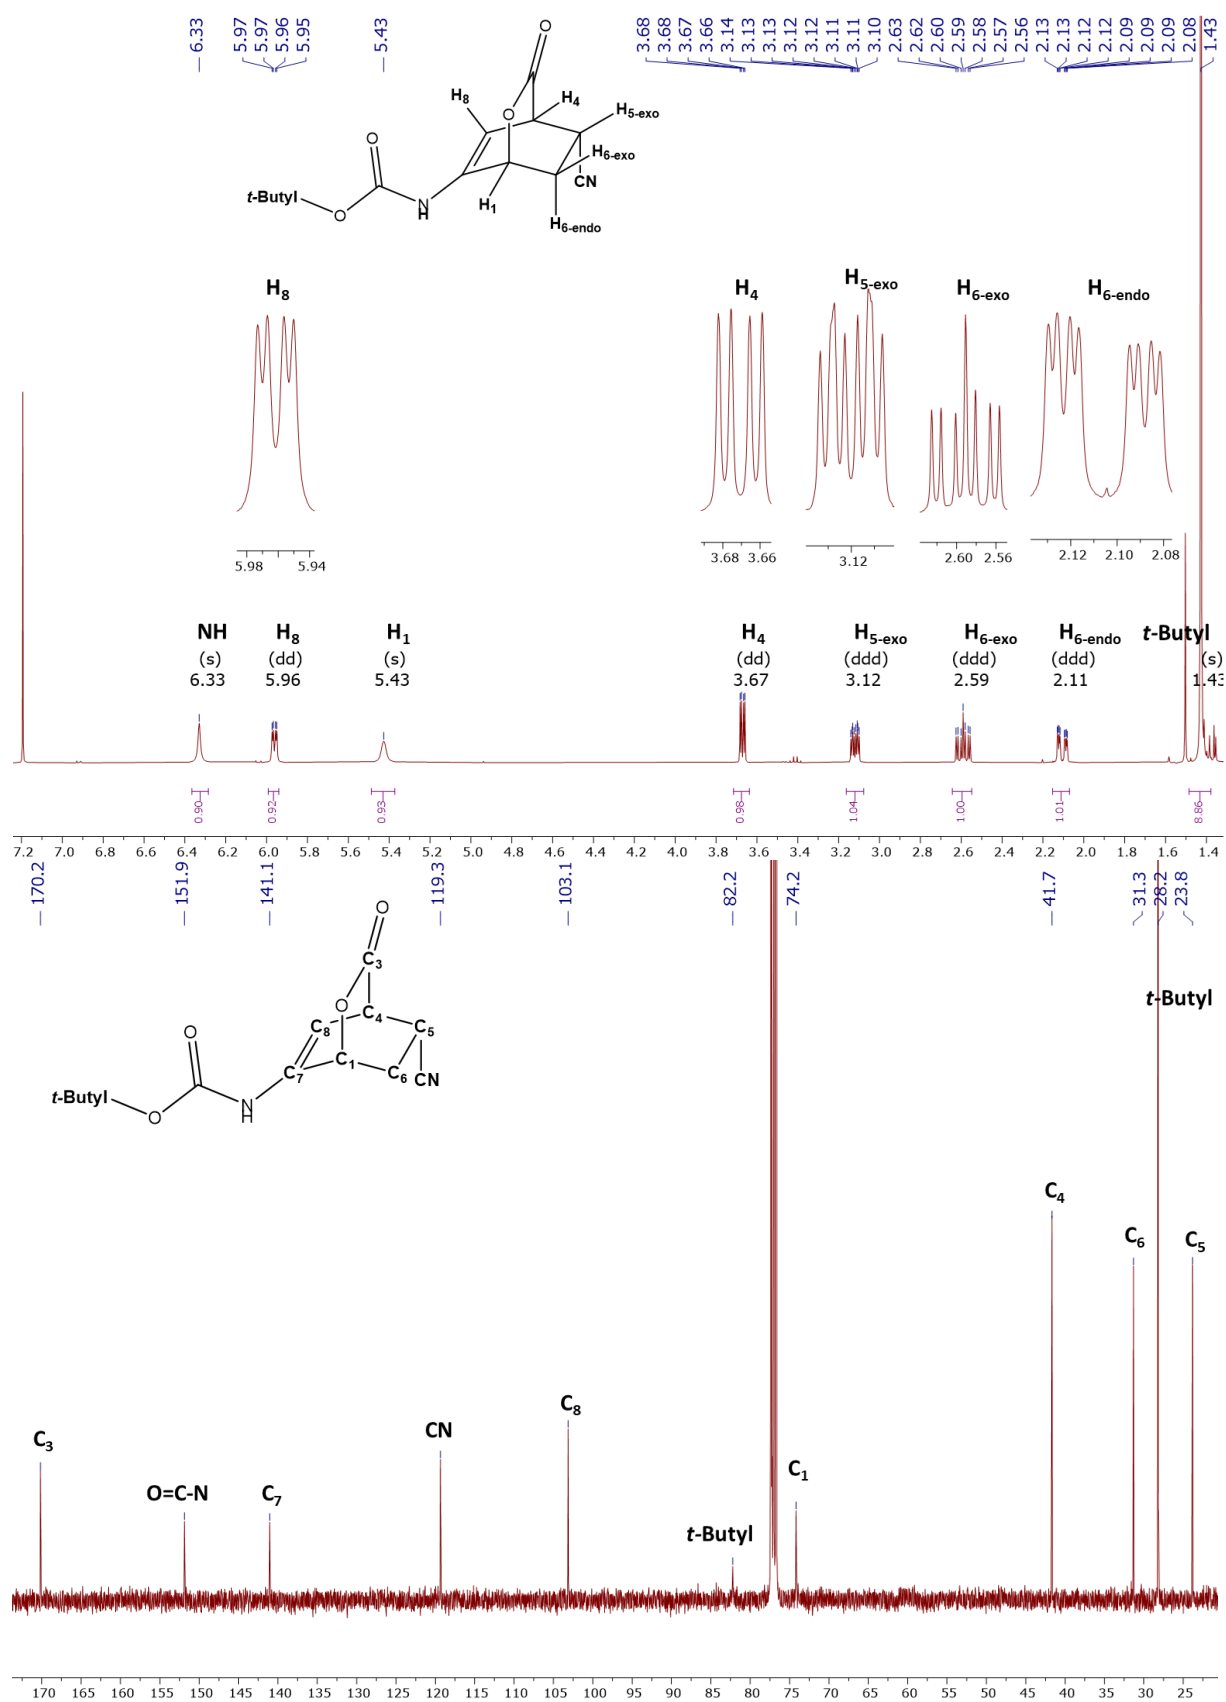 6.33 5.97 5.97 5.96 5.95 5.43 3.68 3.68 3.67 3.66 3.14 3.13 3.13 3.12 3.12 3.11 3.11 3.10 2.63 2.62 2.60 2.59 2.58 2.57 2.56 2.13 2.13 2.12 2.12 2.09 2.09 2.09 2.08 1.43
O
H8 O H4
H5-exo
O
H6-exo
t-Butyl N CN
O H H1
H6-endo
H8 H4 H5-exo H6-exo H6-endo
5.98 5.94 3.68 3.66 3.12 2.60 2.56 2.12 2.10 2.08
NH H8 H1 H4 H5-exo H6-exo H6-endo t-Butyl
(s) (dd) (s) (dd) (ddd) (ddd) (ddd) (s)
6.33 5.96 5.43 3.67 3.12 2.59 2.11 1.43
0.90 0.92 0.93 0.98 1.04 1.00 1.01 8.86
7.2 7.0 6.8 6.6 6.4 6.2 6.0 5.8 5.6 5.4 5.2 5.0 4.8 4.6 4.4 4.2 4.0 3.8 3.6 3.4 3.2 3.0 2.8 2.6 2.4 2.2 2.0 1.8 1.6 1.4
170.2 151.9 141.1 119.3 103.1 82.2 74.2 41.7 31.3 28.2 23.8
O
C3
O
C4
O C8 C5
C1
C7 C6 CN
t-Butyl N
O H
t-Butyl
C4
C6 C5
C8
CN
C3
C1
O=C-N C7
t-Butyl
170 165 160 155 150 145 140 135 130 125 120 115 110 105 100 95 90 85 80 75 70 65 60 55 50 45 40 35 30 25